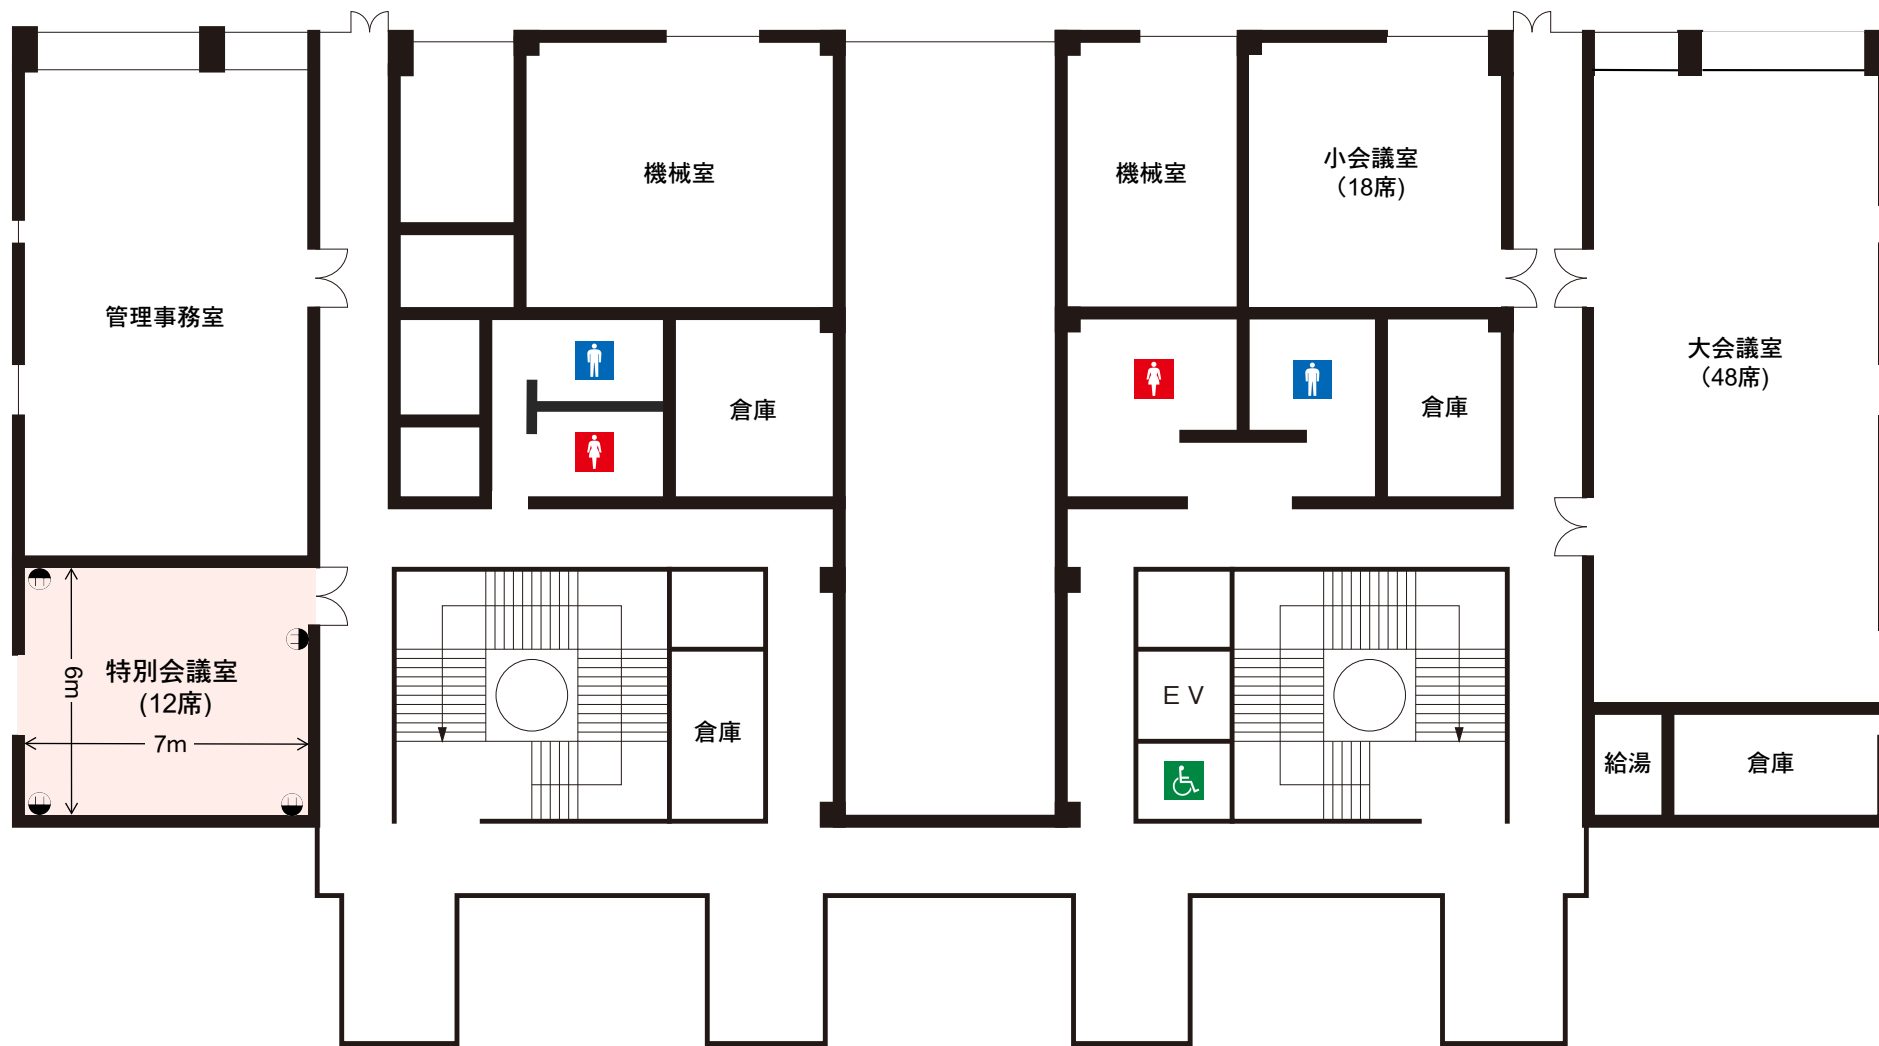 機械室
機械室
小会議室
（18席)
管理事務室
大会議室
（48席)
倉庫
倉庫
特別会議室
(12席)
6m
7m
倉庫
ＥＶ
給湯
倉庫